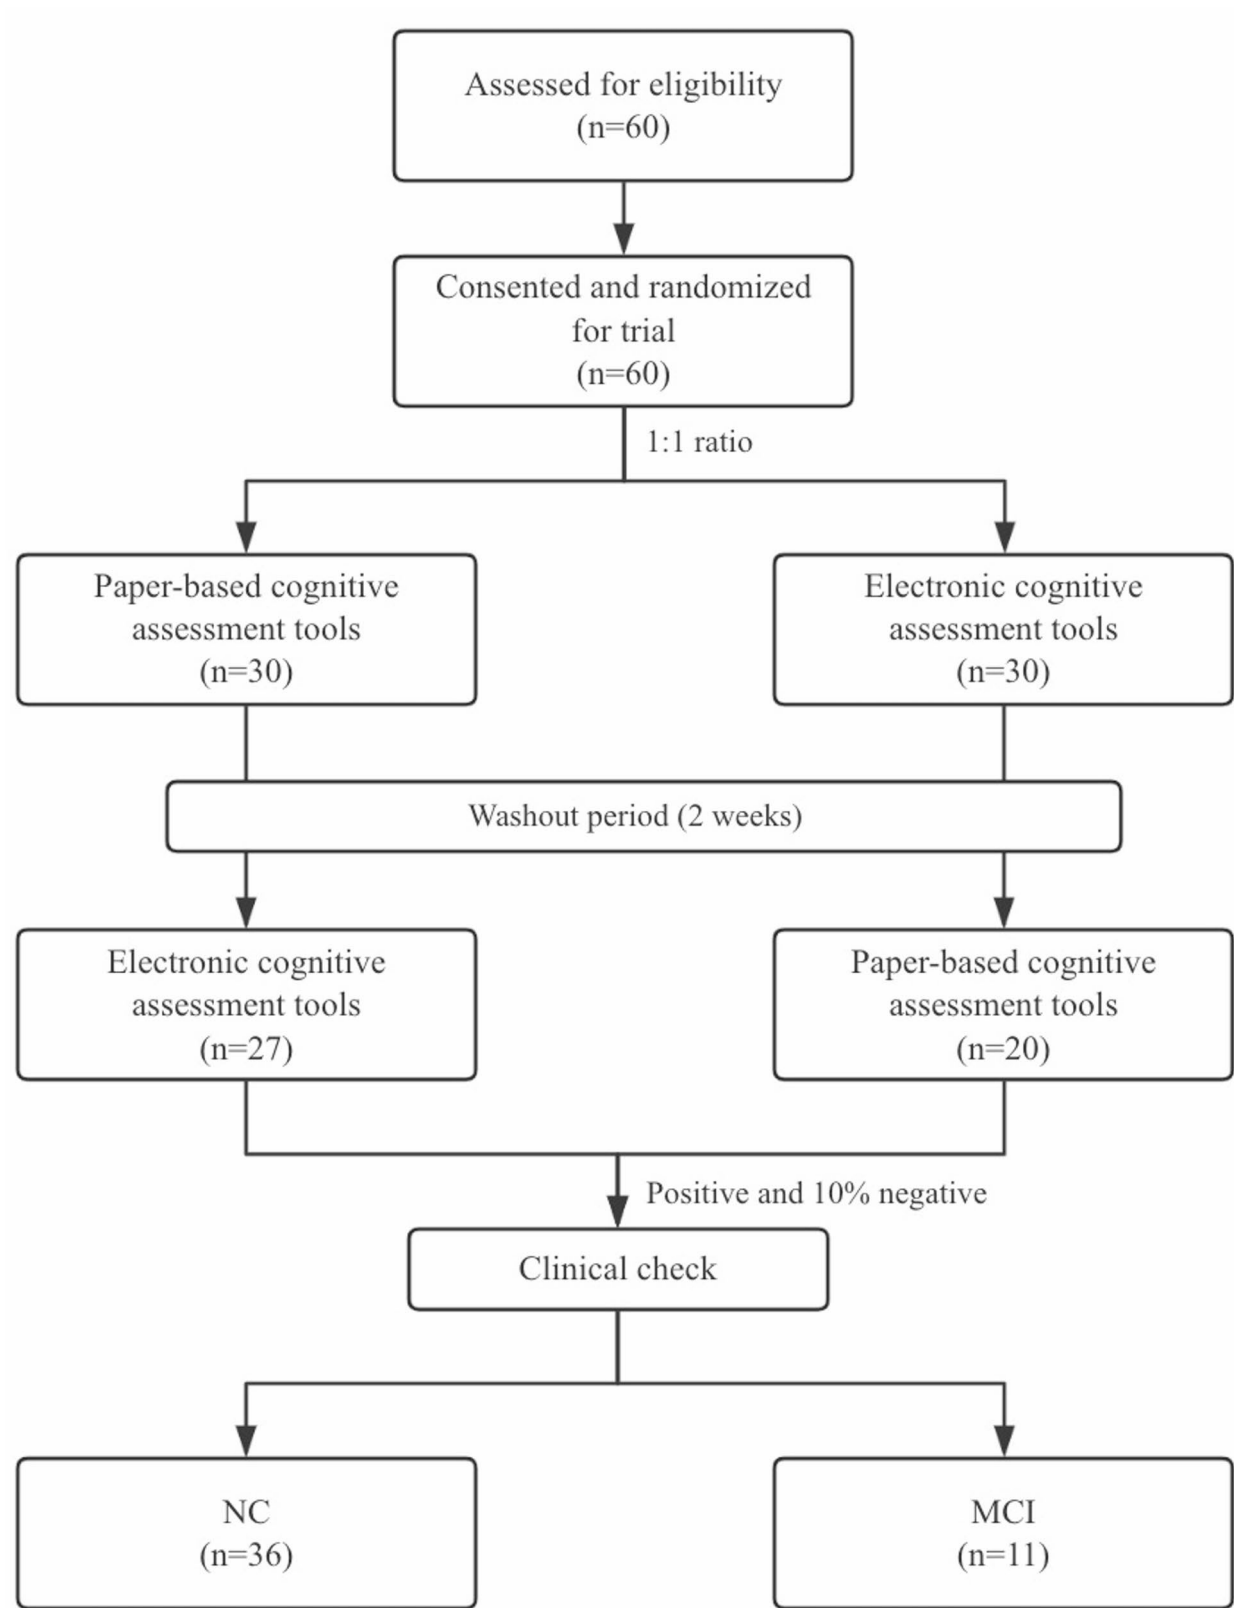 Assessed for eligibility
(n=60)
Consented and randomized
for trial
(n=60)
1:1 ratio
Paper-based cognitive
assessment tools
(n=30)
Electronic cognitive
assessment tools
(n=30)
Washout period (2 weeks)
Electronic cognitive
assessment tools
(n=27)
Paper-based cognitive
assessment tools
(n=20)
Positive and 10% negative
Clinical check
NC
(n=36)
MCI
(n=11)